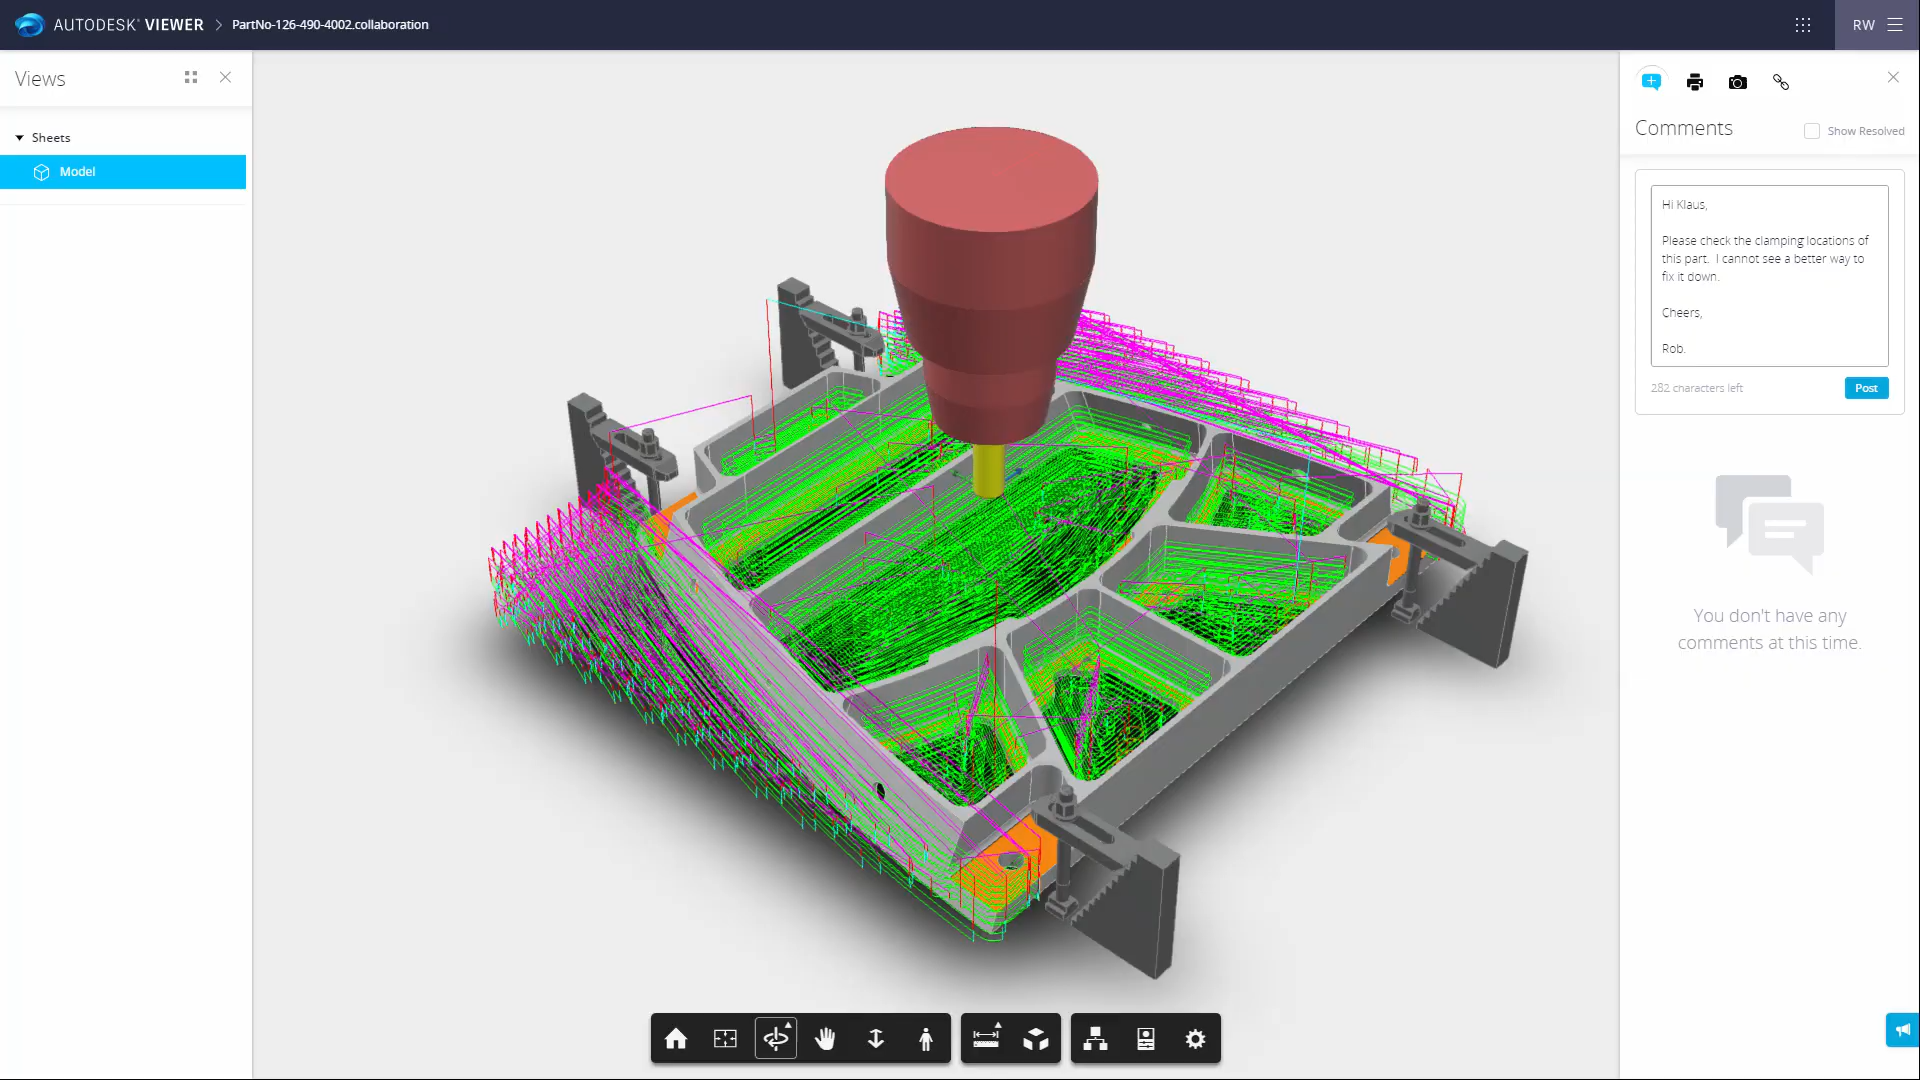 AUTODESK® VIEWER > PartNo-126-490-4002.collaboration
RW
Views
Sheets
Model
Comments
Show Resolved
Hi Klaus,
Please check the clamping locations of
this part.  I cannot see a better way to
fix it down.
Cheers,
Rob.
282 characters left
Post
You don't have any
comments at this time.